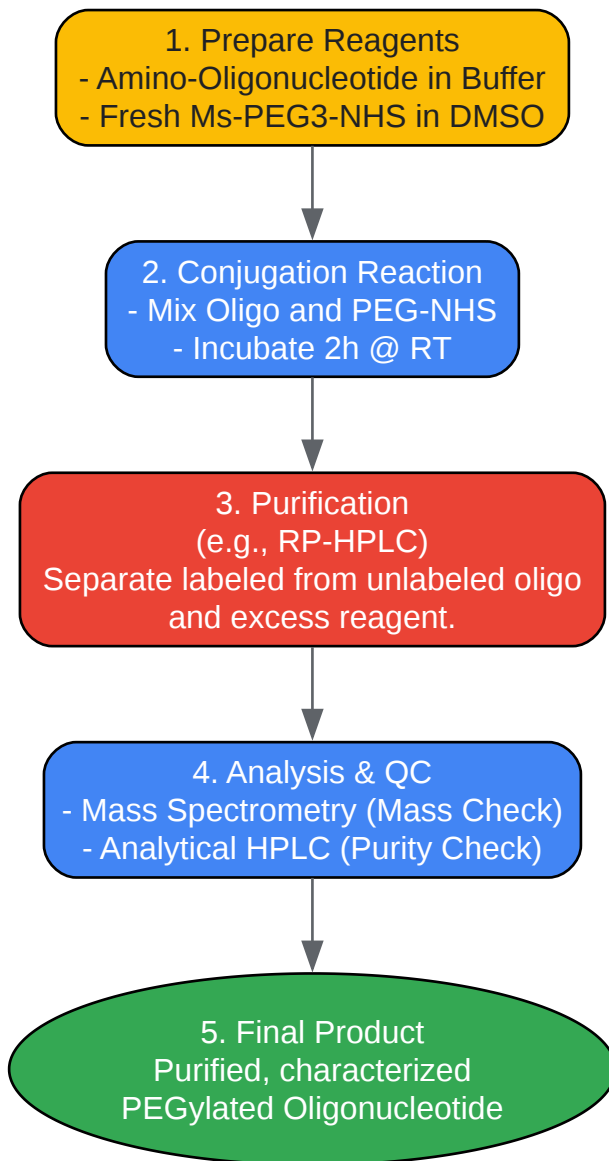 1. Prepare Reagents
- Amino-Oligonucleotide in Buffer
- Fresh Ms-PEG3-NHS in DMSO
2. Conjugation Reaction
- Mix Oligo and PEG-NHS
- Incubate 2h @ RT
3. Purification
(e.g., RP-HPLC)
Separate labeled from unlabeled oligo
and excess reagent.
4. Analysis & QC
- Mass Spectrometry (Mass Check)
- Analytical HPLC (Purity Check)
5. Final Product
Purified, characterized
PEGylated Oligonucleotide